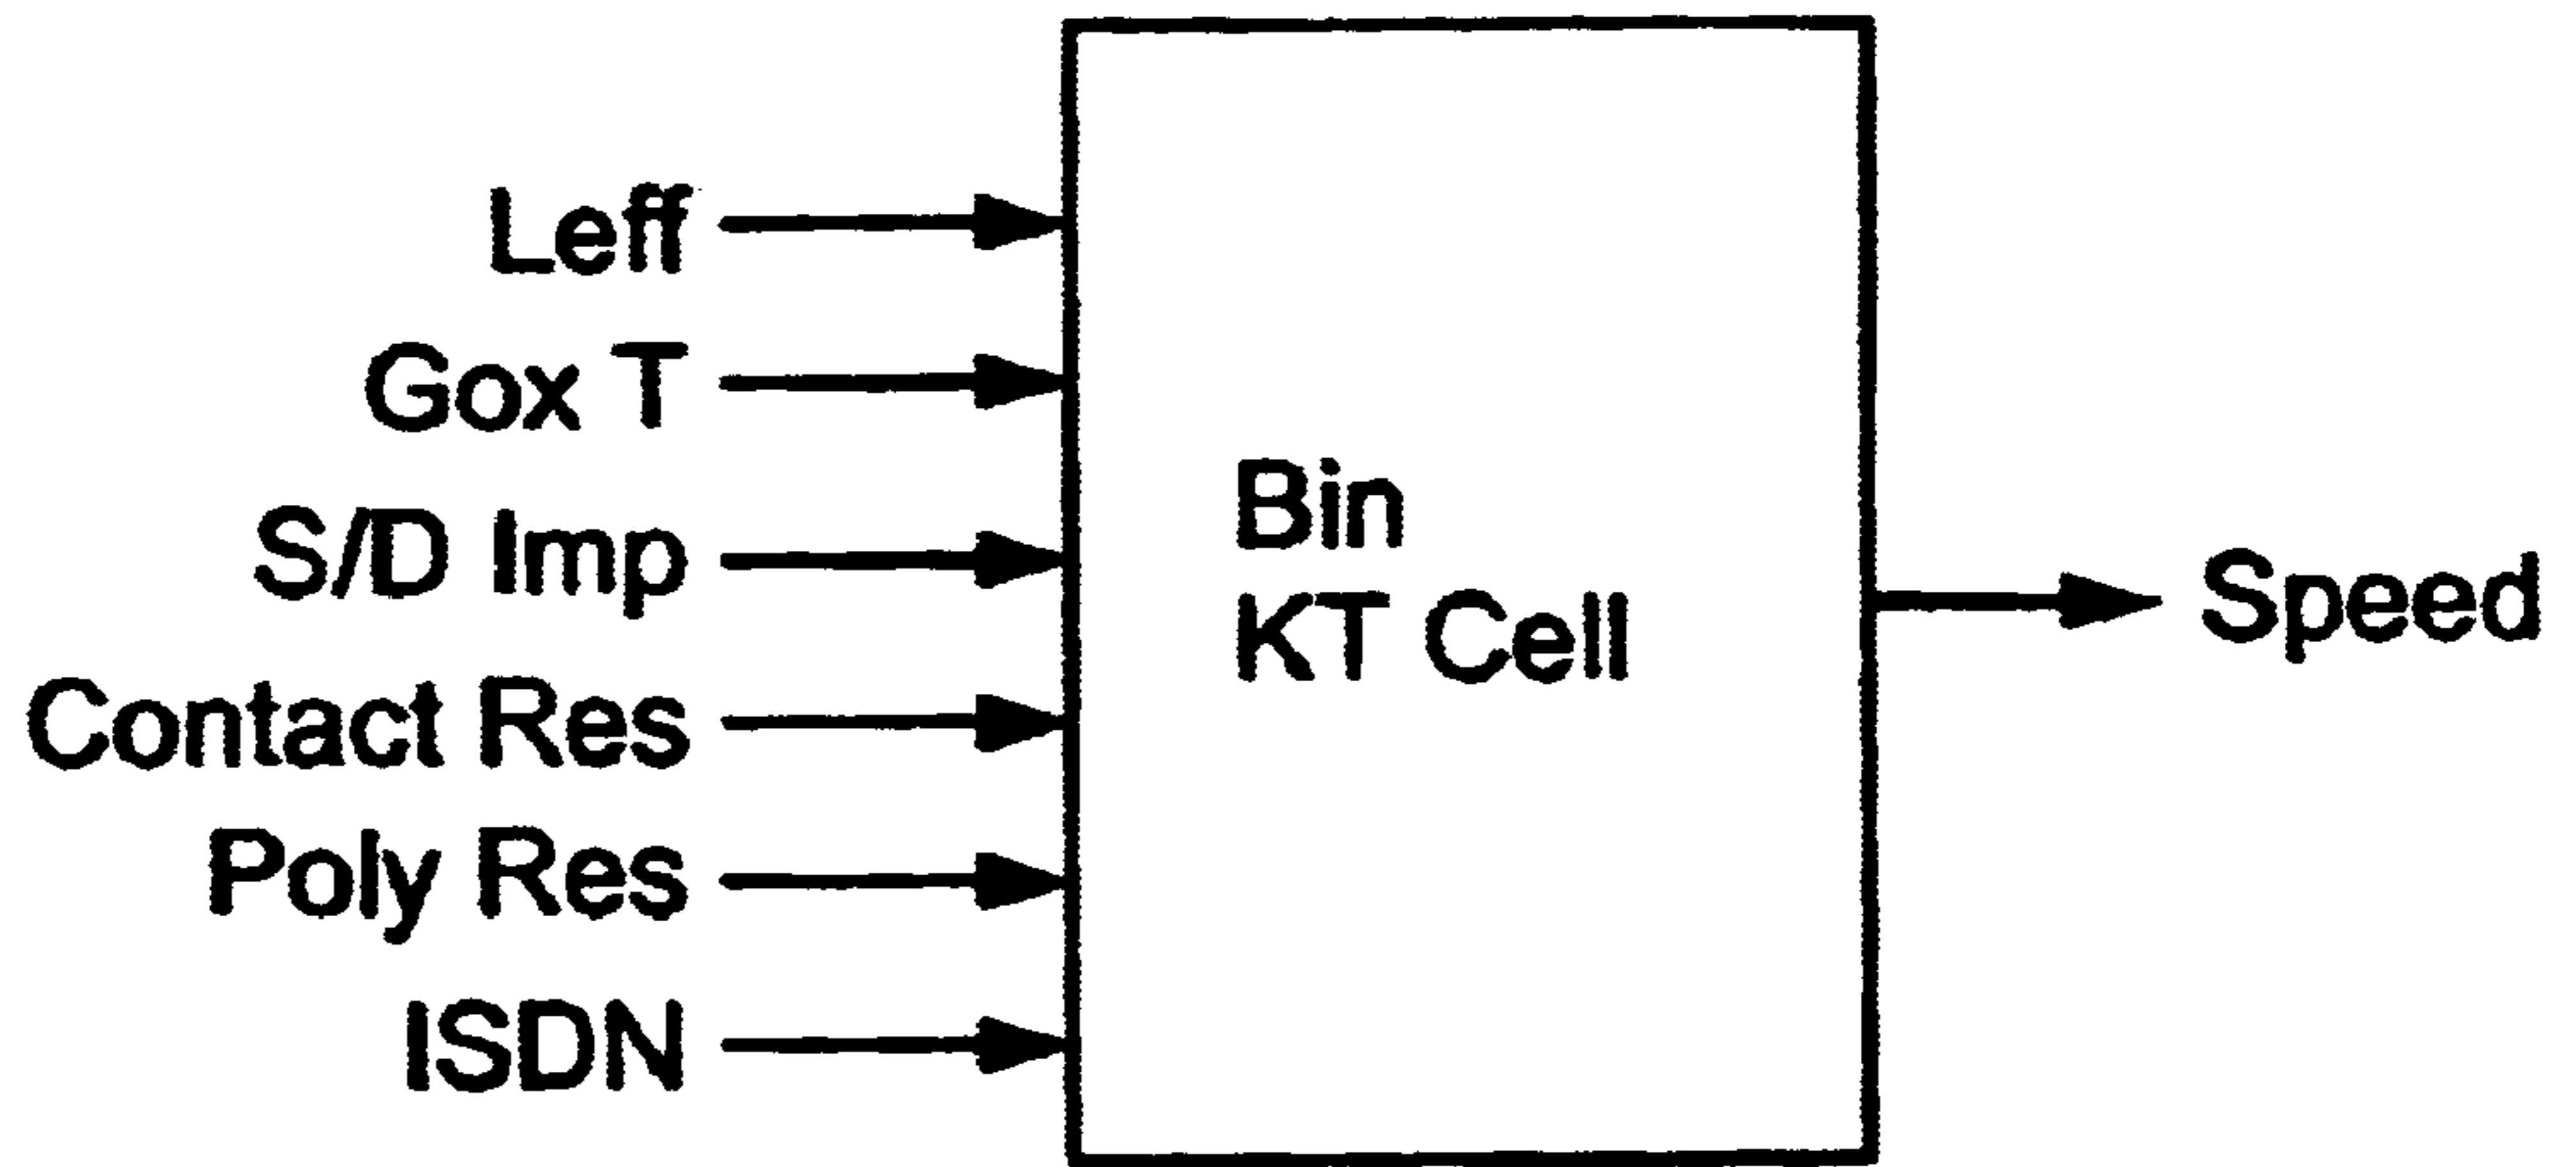 Leff
Gox T
S/D Imp
Contact Res
Poly Res
ISDN
Bin
KT Cell
Speed